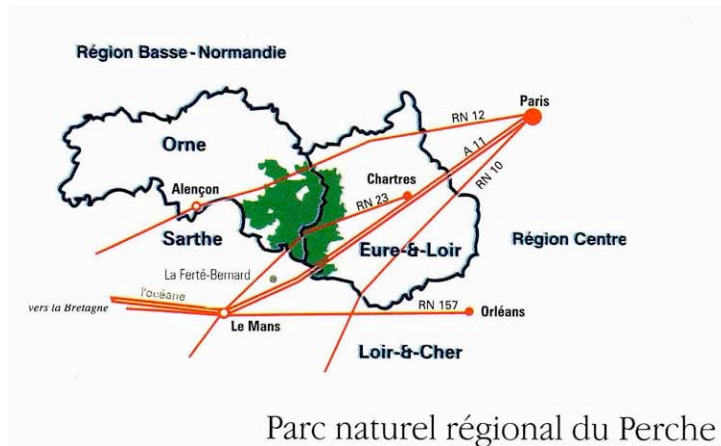 Région Basse-Normandie
Paris
RN 12
Orne
A 11
RN 10
Alençon
Chartres
RN 23
Sarthe
Eure-&-Loir
Région Centre
La Ferté-Bernard
l'océane
vers la Bretagne
RN 157
Orléans
Le Mans
Loir-&-Cher
Parc naturel régional du Perche